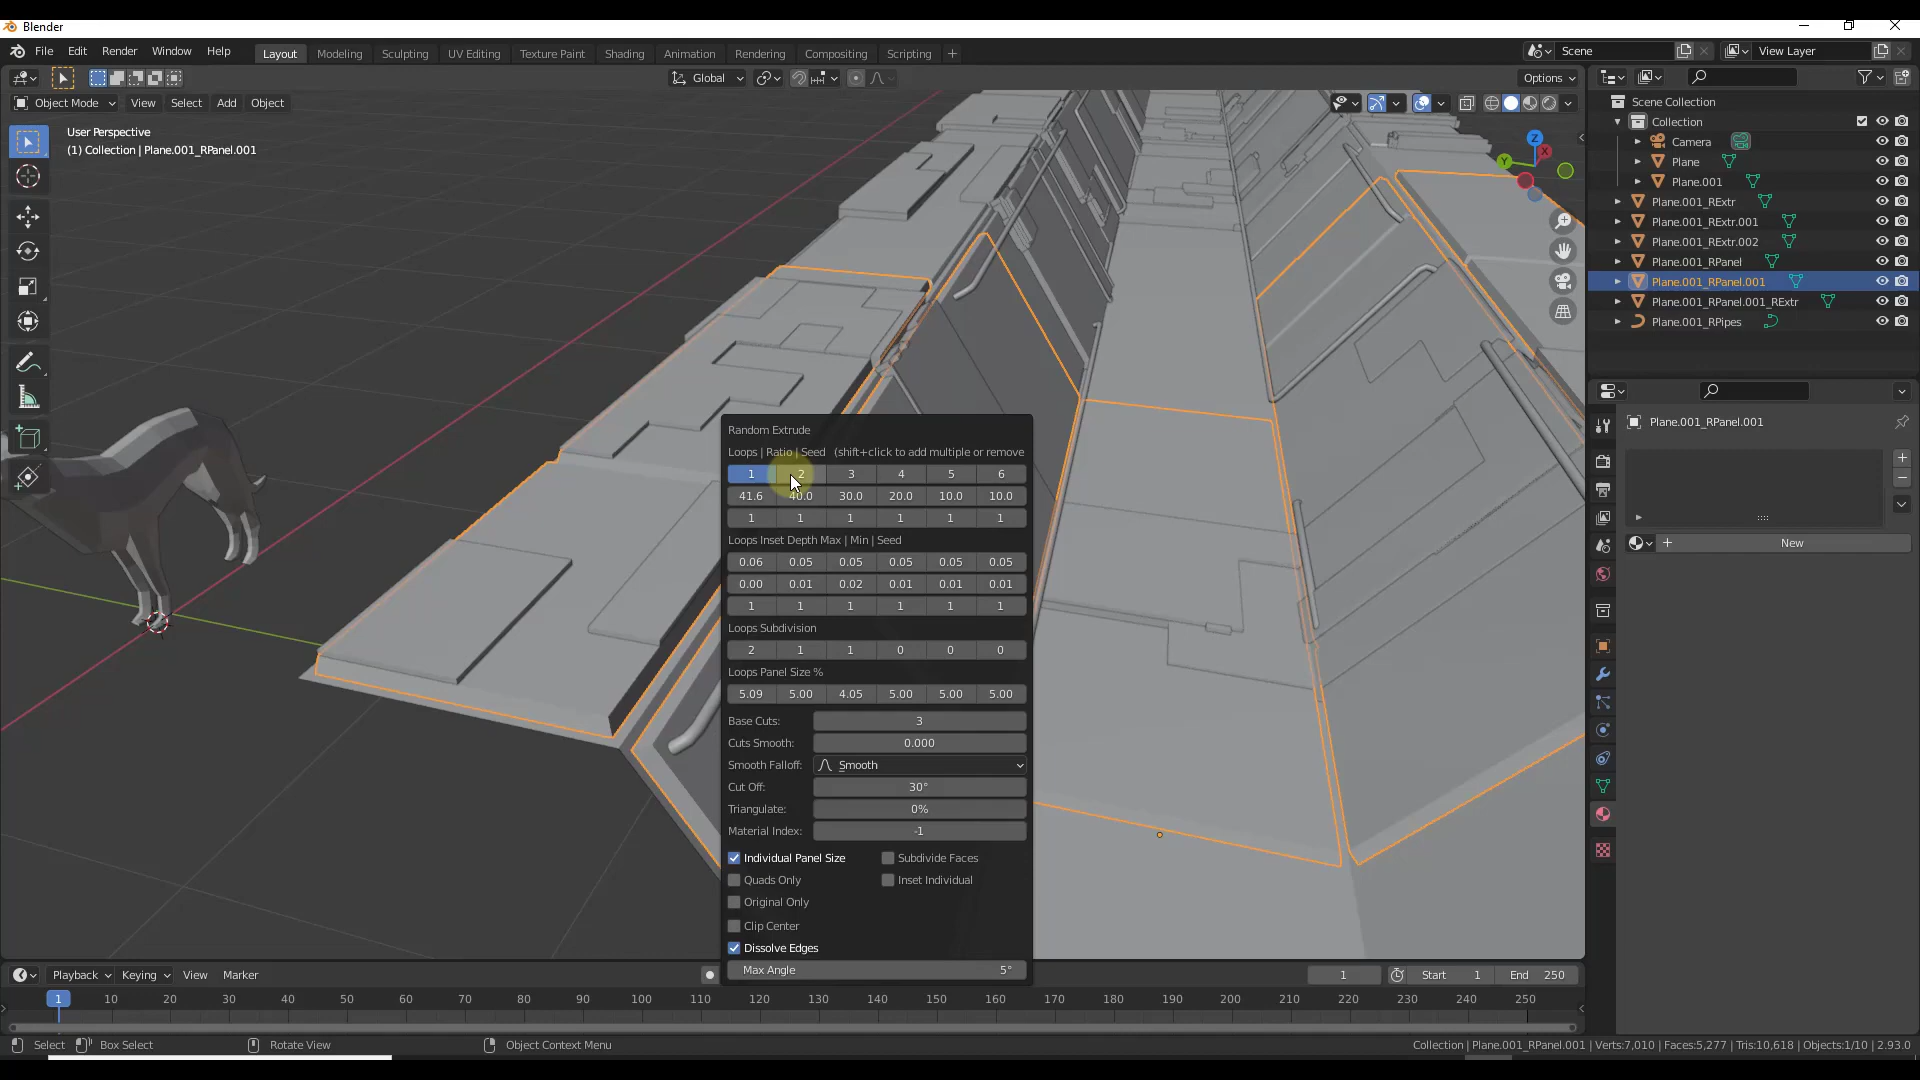 Blender
File Edit Render Window Help
Layout Modeling Sculpting UV Editing Texture Paint Shading Animation Rendering Compositing Scripting +
Scene
View Layer
Global
Options
Object Mode View Select Add Object
User Perspective
(1) Collection | Plane.001_RPanel.001
Z
X
Y
Scene Collection
Collection
Camera
Plane
Plane.001
Plane.001_RExtr
Plane.001_RExtr.001
Plane.001_RExtr.002
Plane.001_RPanel
Plane.001_RPanel.001
Plane.001_RPanel.001_RExtr
Plane.001_RPipes
Plane.001_RPanel.001
New
Random Extrude
Loops | Ratio | Seed (shift+click to add multiple or remove
1 2 3 4 5 6
41.6 40.0 30.0 20.0 10.0 10.0
1 1 1 1 1 1
Loops Inset Depth Max | Min | Seed
0.06 0.05 0.05 0.05 0.05 0.05
0.00 0.01 0.02 0.01 0.01 0.01
1 1 1 1 1 1
Loops Subdivision
2 1 1 0 0 0
Loops Panel Size %
5.09 5.00 4.05 5.00 5.00 5.00
Base Cuts: 3
Cuts Smooth: 0.000
Smooth Falloff: Smooth
Cut Off: 30°
Triangulate: 0%
Material Index: -1
Individual Panel Size Subdivide Faces
Quads Only Inset Individual
Original Only
Clip Center
Dissolve Edges
Max Angle 5°
Playback Keying View Marker
1 Start 1 End 250
1 10 20 30 40 50 60 70 80 90 100 110 120 130 140 150 160 170 180 190 200 210 220 230 240 250
Select Box Select Rotate View Object Context Menu
Collection | Plane.001_RPanel.001 | Verts:7,010 | Faces:5,277 | Tris:10,618 | Objects:1/10 | 2.93.0